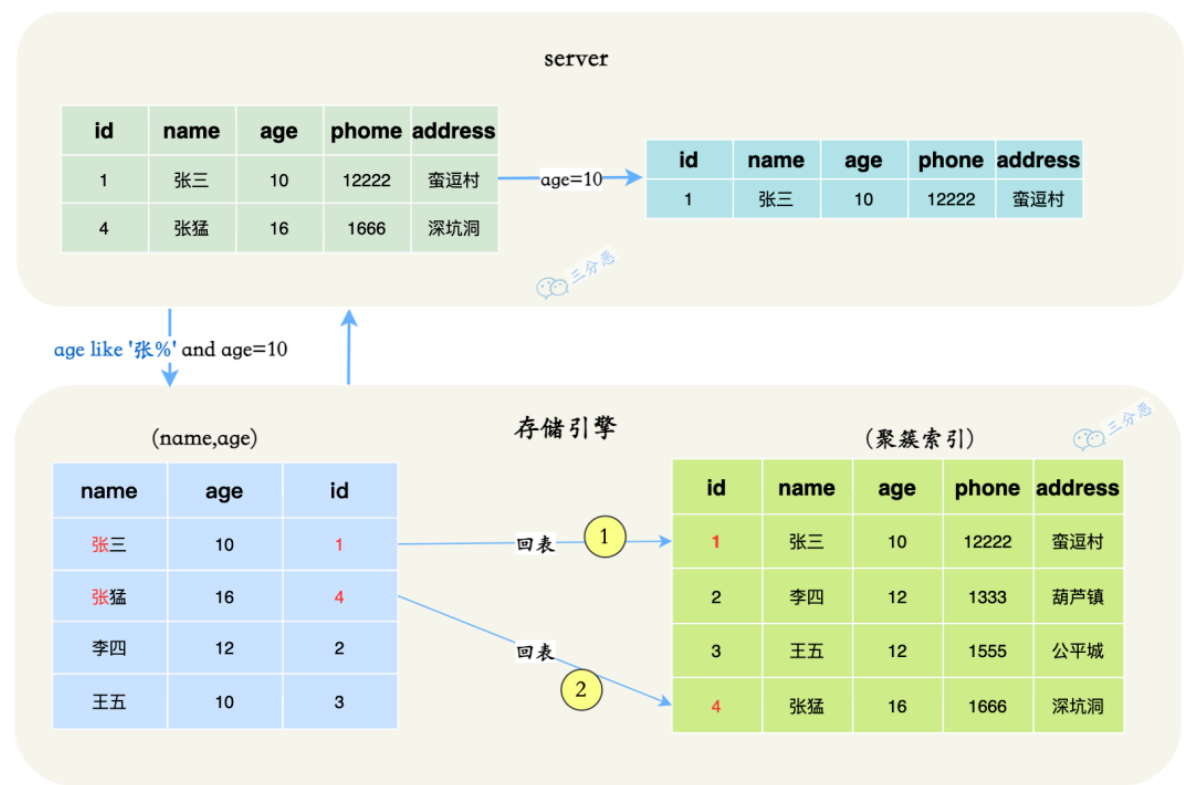 server
id name age phome address
1 张三 10 12222 蛮逗村
4 张猛 16 1666 深坑洞
age=10
id name age phone address
1 张三 10 12222 蛮逗村
三分恶
age like '张%' and age=10
存储引擎
三分恶
(name,age)
name age id
张三 10 1
张猛 16 4
李四 12 2
王五 10 3
回表 1
回表 2
(聚簇索引)
id name age phone address
1 张三 10 12222 蛮逗村
2 李四 12 1333 葫芦镇
3 王五 12 1555 公平城
4 张猛 16 1666 深坑洞